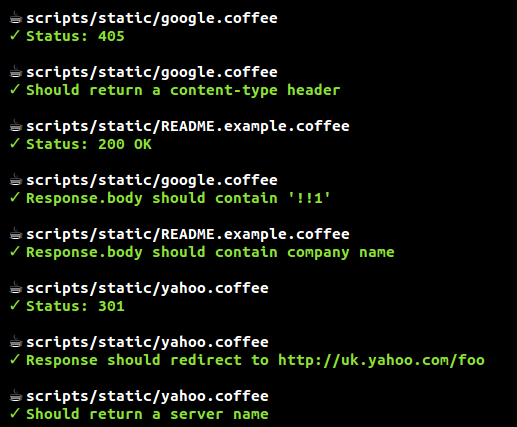 ☕ scripts/static/google.coffee
✓ Status: 405
☕ scripts/static/google.coffee
✓ Should return a content-type header
☕ scripts/static/README.example.coffee
✓ Status: 200 OK
☕ scripts/static/google.coffee
✓ Response.body should contain '!!1'
☕ scripts/static/README.example.coffee
✓ Response.body should contain company name
☕ scripts/static/yahoo.coffee
✓ Status: 301
☕ scripts/static/yahoo.coffee
✓ Response should redirect to http://uk.yahoo.com/foo
☕ scripts/static/yahoo.coffee
✓ Should return a server name